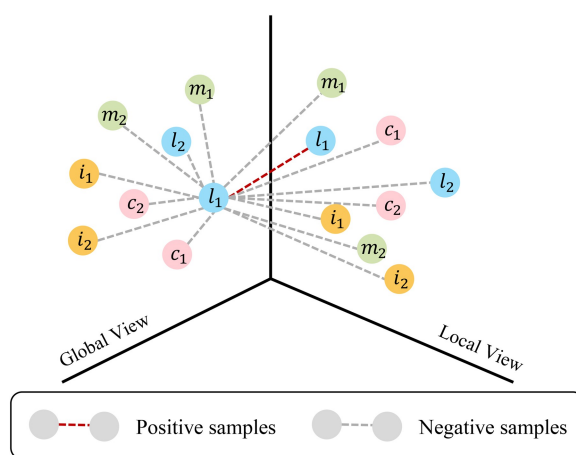 m₁
m₁
m₂
l₂
l₁
c₁
i₁
l₂
c₂
l₁
c₂
i₁
i₂
c₁
m₂
i₂
Global View
Local View
Positive samples
Negative samples